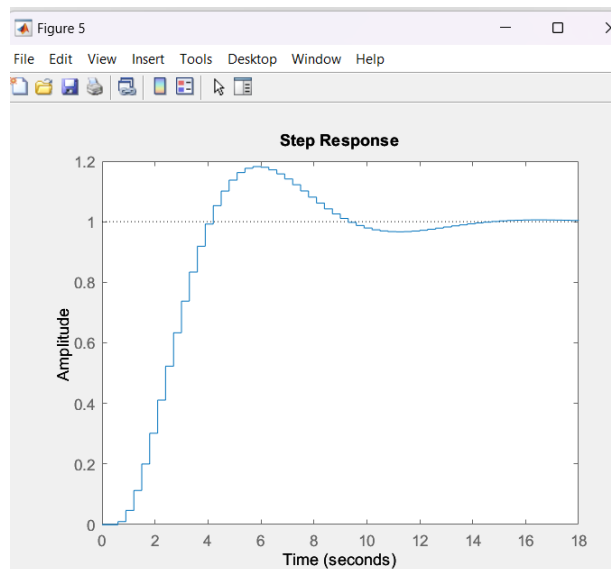 Figure 5
File Edit View Insert Tools Desktop Window Help
Step Response
1.2
1
0.8
0.6
0.4
0.2
0
Amplitude
0 2 4 6 8 10 12 14 16 18
Time (seconds)